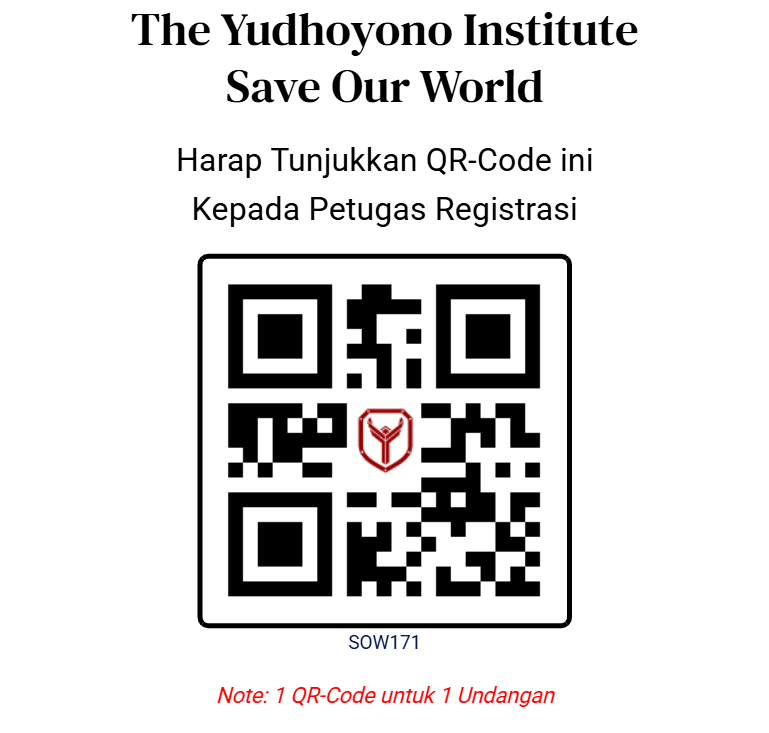 The Yudhoyono Institute
Save Our World
Harap Tunjukkan QR-Code ini
Kepada Petugas Registrasi
SOW171
Note: 1 QR-Code untuk 1 Undangan